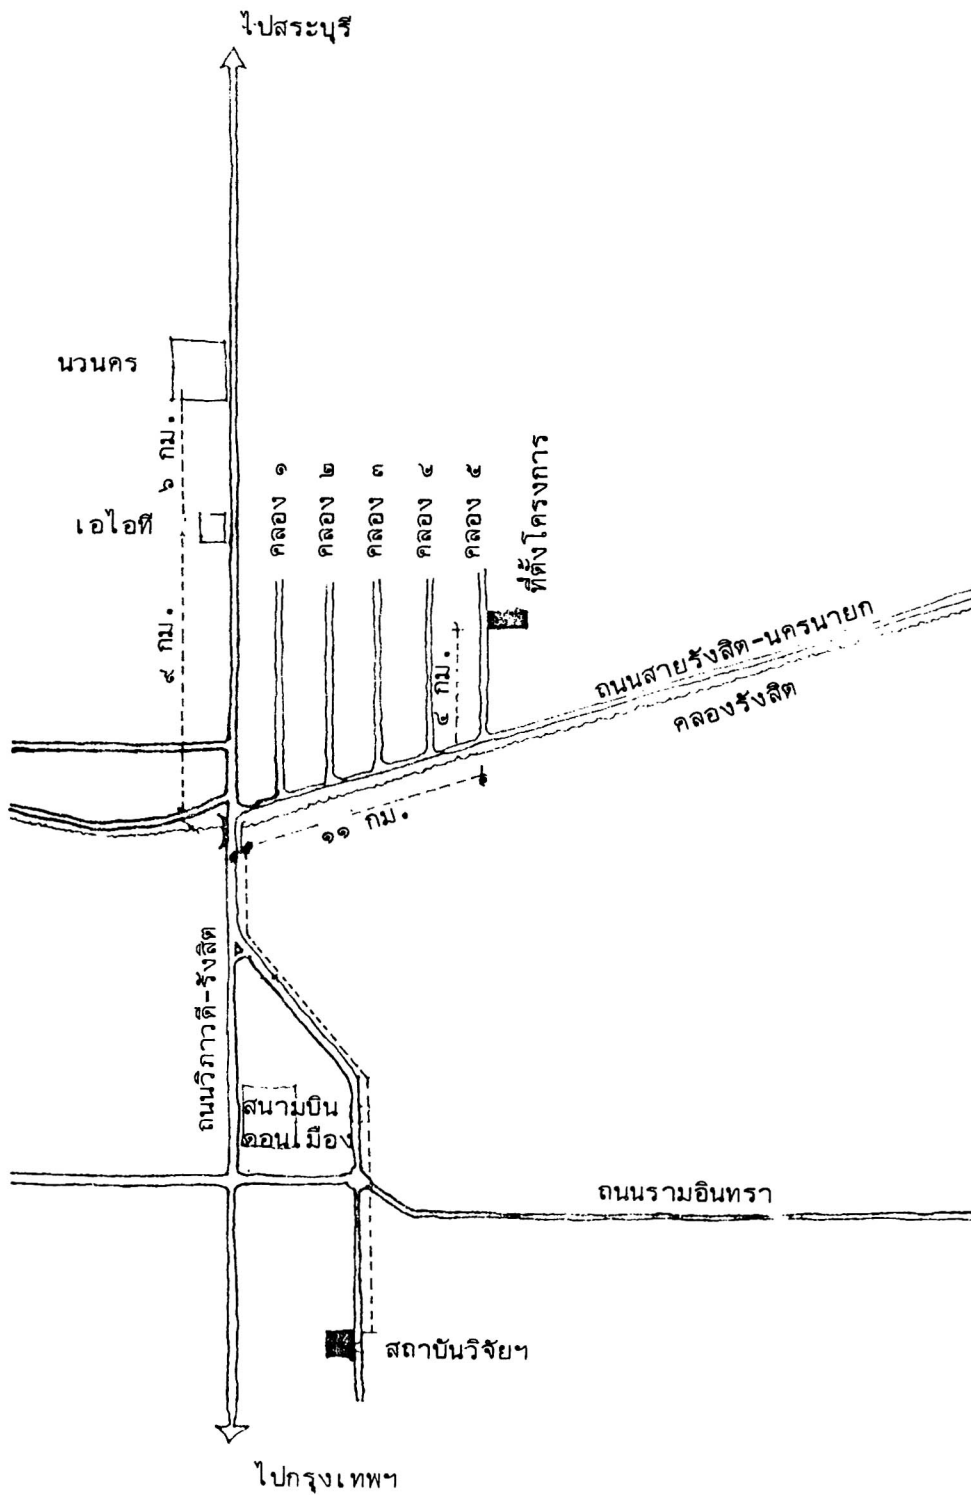 ไปสระบุรี
นวนคร
๖ กม.
เอไอที
๙ กม.
คลอง ๑
คลอง ๒
คลอง ๓
คลอง ๔
คลอง ๕
ที่ตั้งโครงการ
ถนนสายรังสิต-นครนายก
คลองรังสิต
๑๑ กม.
ถนนวิภาวดี-รังสิต
สนามบิน
ดอนเมือง
ถนนรามอินทรา
สถาบันวิจัยฯ
ไปกรุงเทพฯ